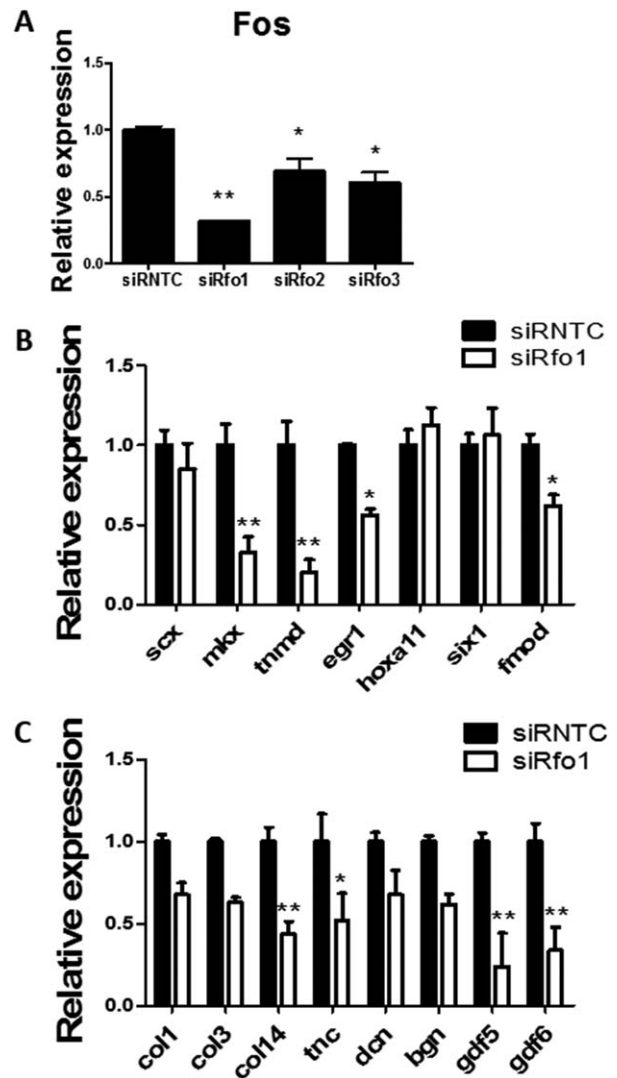 A
Fos
Relative expression
1.5
1.0
0.5
0.0
**
*
*
siRNTC siRfo1 siRfo2 siRfo3
B
siRNTC
siRfo1
Relative expression
1.5
1.0
0.5
0.0
**
**
*
*
scx mkx tnmd egr1 hoxa11 six1 fmod
C
siRNTC
siRfo1
Relative expression
1.5
1.0
0.5
0.0
**
*
**
**
col1 col3 col14 tnc dcn bgn gdf5 gdf6